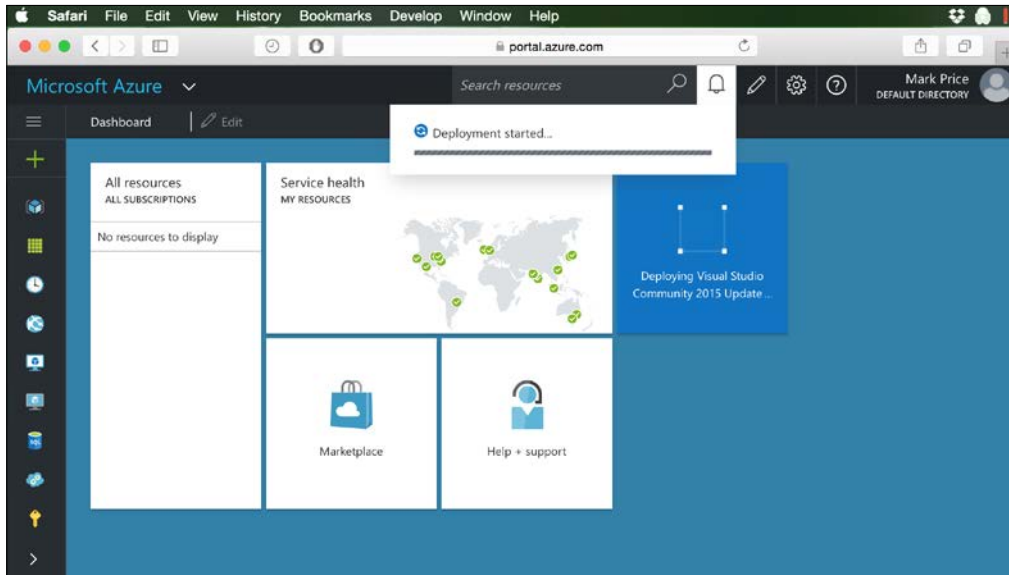 Safari File Edit View History Bookmarks Develop Window Help
portal.azure.com
Microsoft Azure
Search resources
Mark Price
DEFAULT DIRECTORY
Dashboard
Edit
Deployment started...
All resources
ALL SUBSCRIPTIONS
No resources to display
Service health
MY RESOURCES
Deploying Visual Studio
Community 2015 Update ...
Marketplace
Help + support
SQL